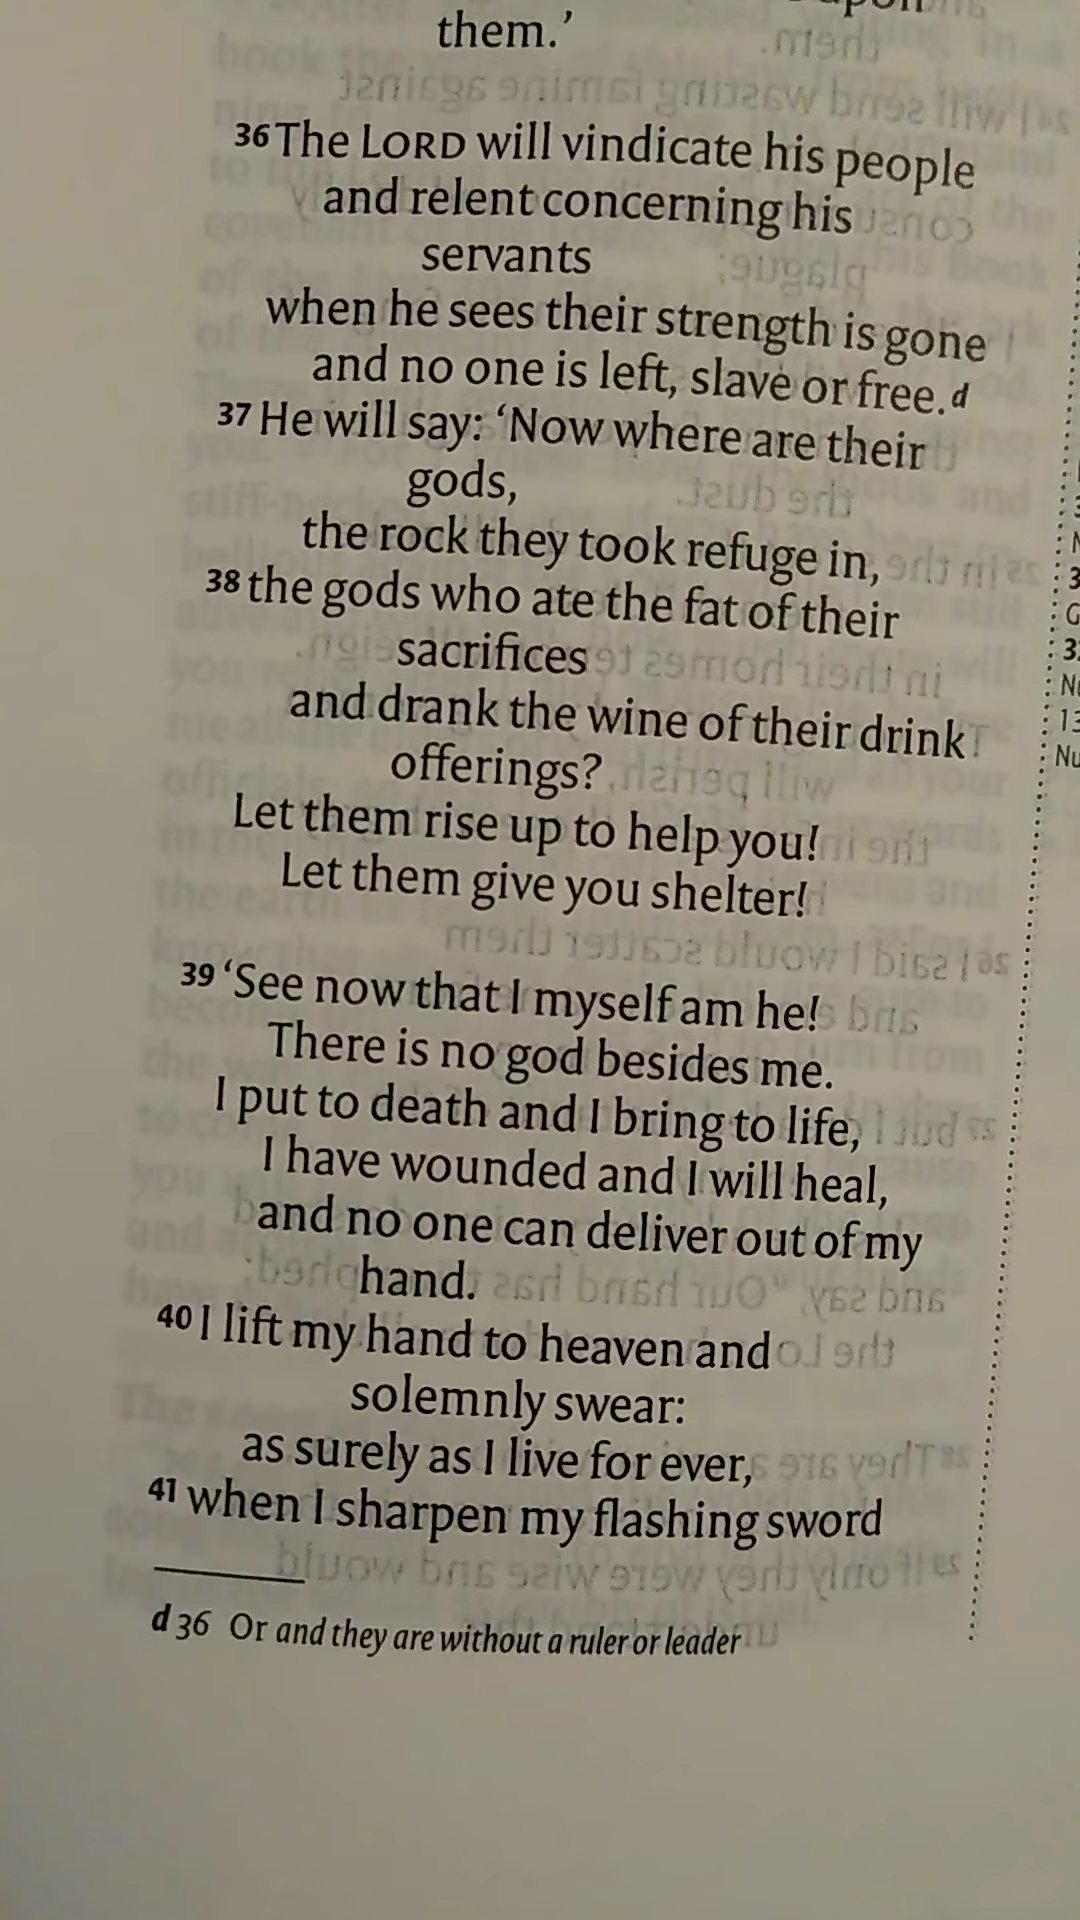 them.’
36 The LORD will vindicate his people
and relent concerning his
servants
when he sees their strength is gone
and no one is left, slave or free. d
37 He will say: ‘Now where are their
gods,
the rock they took refuge in,
38 the gods who ate the fat of their
sacrifices
and drank the wine of their drink
offerings?
Let them rise up to help you!
Let them give you shelter!
39 ‘See now that I myself am he!
There is no god besides me.
I put to death and I bring to life,
I have wounded and I will heal,
and no one can deliver out of my
hand.
40 I lift my hand to heaven and
solemnly swear:
as surely as I live for ever,
41 when I sharpen my flashing sword
d 36 Or and they are without a ruler or leader